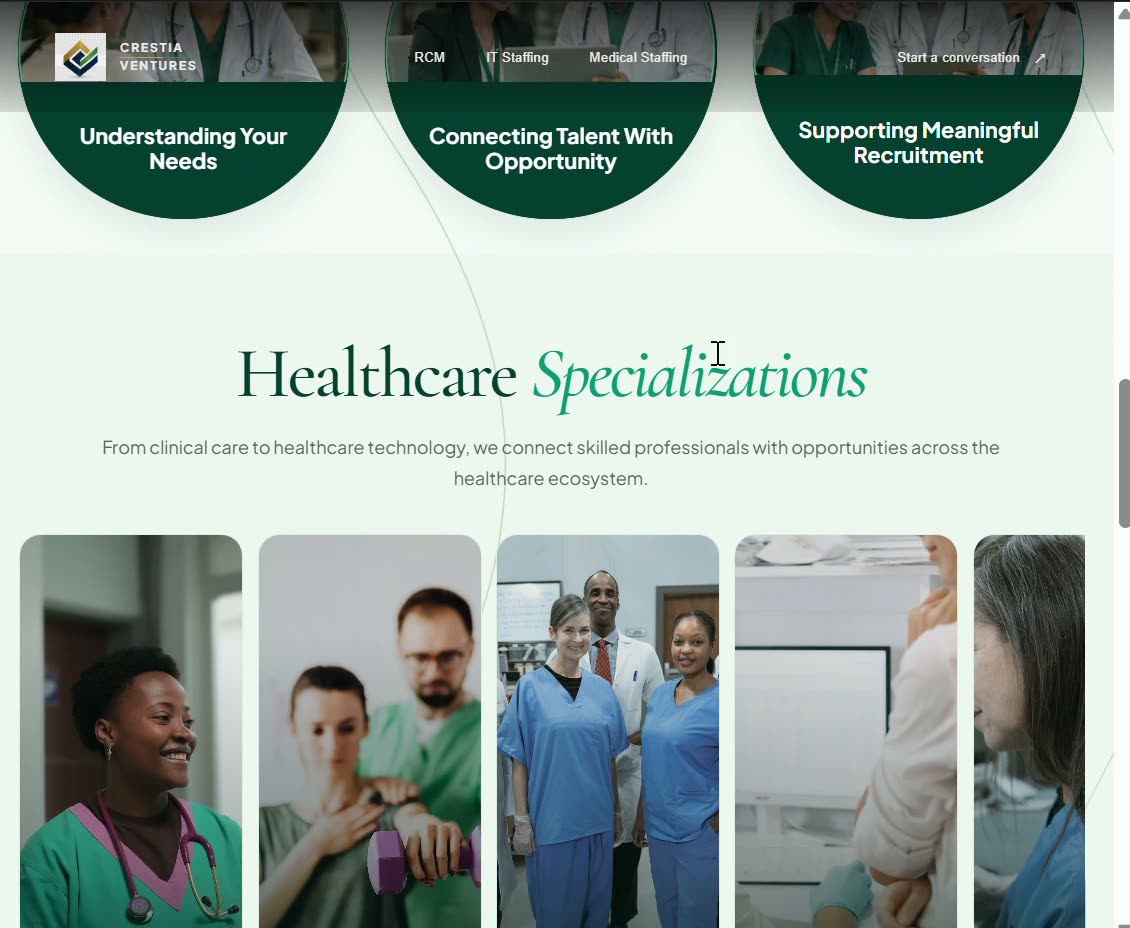 CRESTIA
VENTURES
RCM
IT Staffing
Medical Staffing
Start a conversation ↗
Understanding Your
Needs
Connecting Talent With
Opportunity
Supporting Meaningful
Recruitment
Healthcare Specializations
From clinical care to healthcare technology, we connect skilled professionals with opportunities across the
healthcare ecosystem.